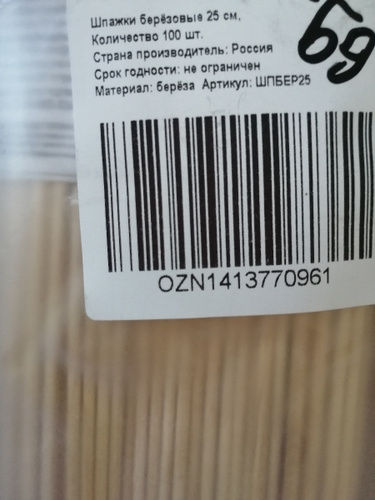 Шпажки берёзовые 25 см,
Количество 100 шт.
Страна производитель: Россия
Срок годности: не ограничен
Материал: берёза Артикул: ШПБЕР25
OZN1413770961